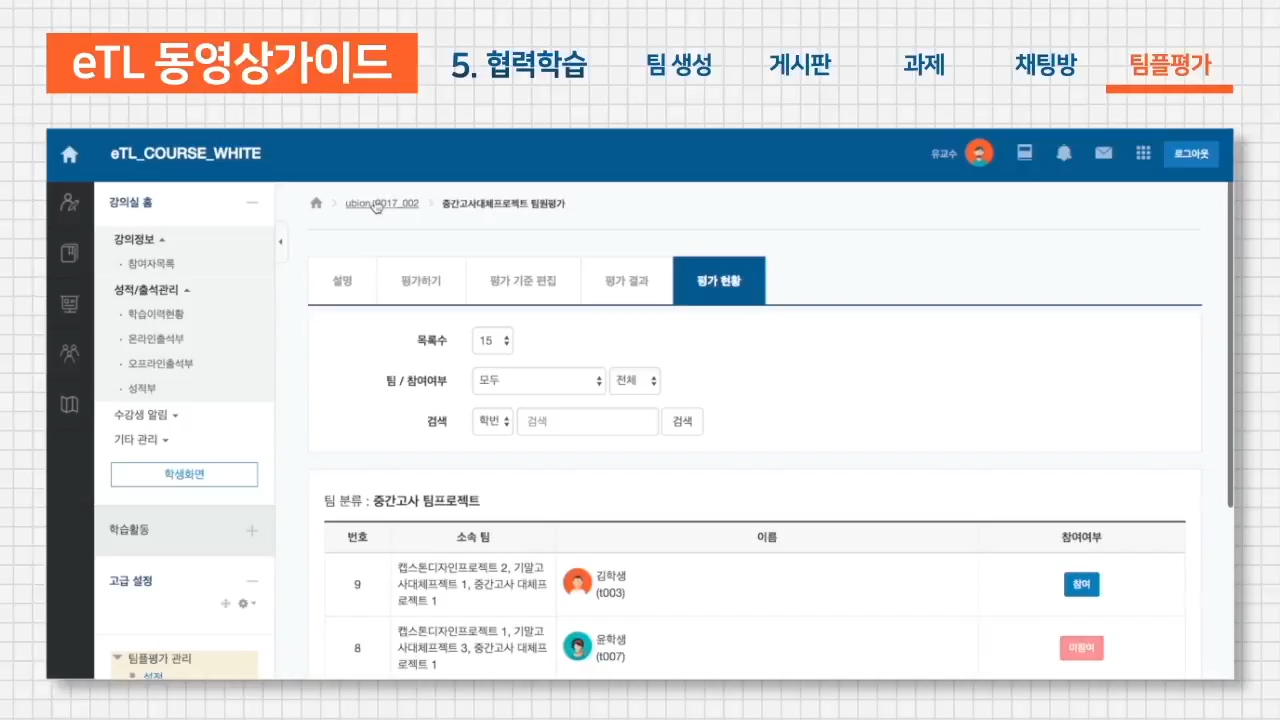 eTL 동영상가이드
5. 협력학습
팀 생성
게시판
과제
채팅방
팀플평가
eTL_COURSE_WHITE
유교수
로그아웃
강의실 홈
강의정보
· 참여자목록
성적/출석관리
· 학습이력현황
· 온라인출석부
· 오프라인출석부
· 성적부
수강생 알림
기타 관리
학생화면
학습활동
고급 설정
팀플평가 관리
설정
중간고사대체프로젝트 팀원평가
설명
평가하기
평가 기준 편집
평가 결과
평가 현황
목록수
15
팀 / 참여여부
모두
전체
검색
학번
검색
검색
팀 분류 : 중간고사 팀프로젝트
번호
소속 팀
이름
참여여부
9
캡스톤디자인프로젝트 2, 기말고
사대체프젝트 1, 중간고사 대체프
로젝트 1
김학생
(t003)
참여
8
캡스톤디자인프로젝트 1, 기말고
사대체프젝트 3, 중간고사 대체프
로젝트 1
윤학생
(t007)
미참여